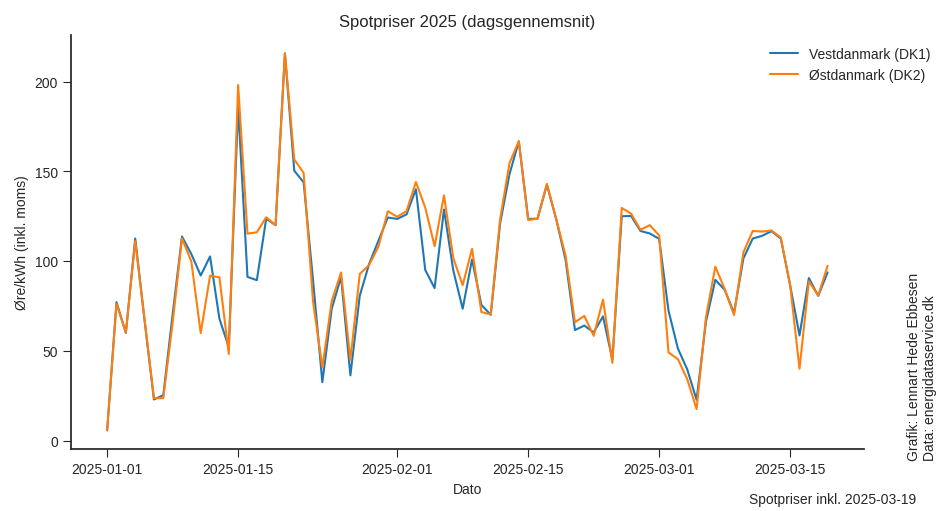 Spotpriser 2025 (dagsgennemsnit)
Vestdanmark (DK1)
Østdanmark (DK2)
Øre/kWh (inkl. moms)
200
150
100
50
0
2025-01-01
2025-01-15
2025-02-01
2025-02-15
2025-03-01
2025-03-15
Dato
Grafik: Lennart Hede Ebbesen
Data: energidataservice.dk
Spotpriser inkl. 2025-03-19